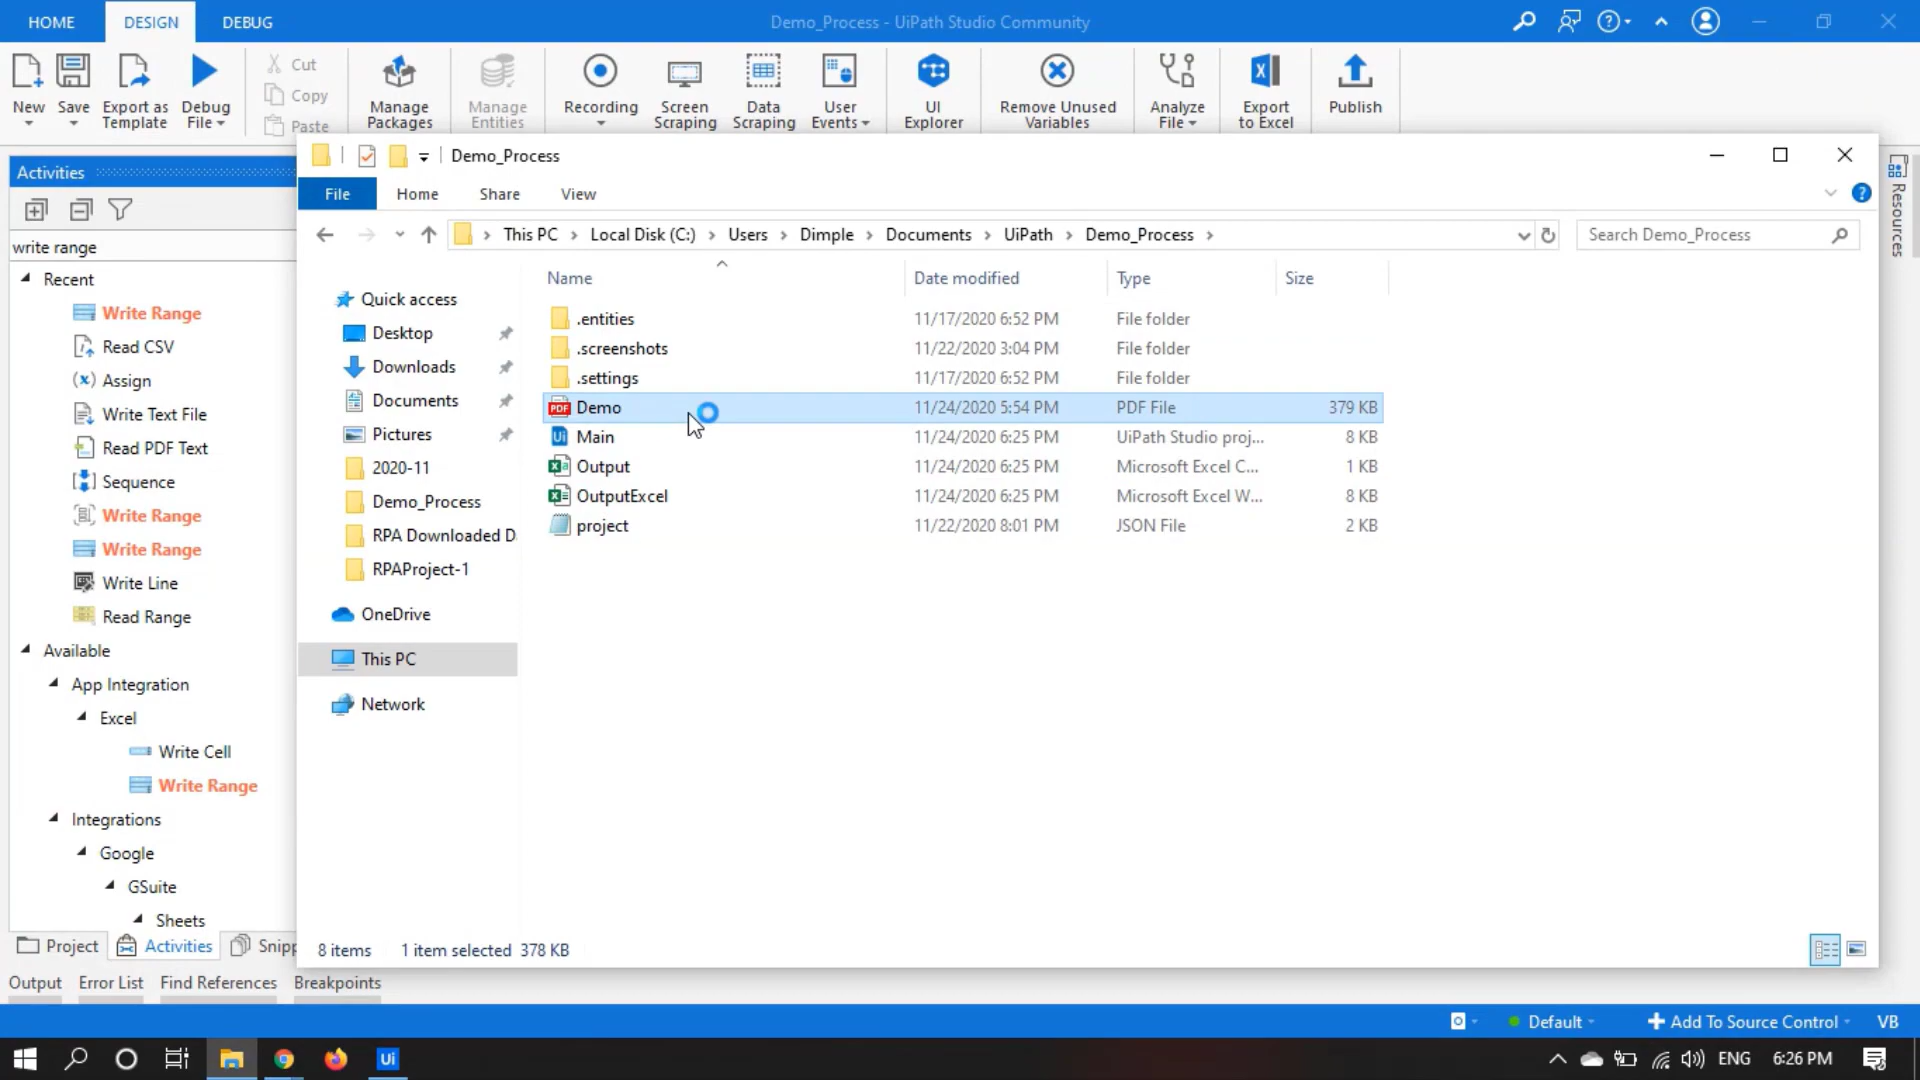 HOME DESIGN DEBUG Demo_Process - UiPath Studio Community
New Save Export as Template Debug File Cut Copy Paste Manage Packages Manage Entities Recording Screen Scraping Data Scraping User Events UI Explorer Remove Unused Variables Analyze File Export to Excel Publish
Activities
write range
Recent
Write Range
Read CSV
Assign
Write Text File
Read PDF Text
Sequence
Write Range
Write Range
Write Line
Read Range
Available
App Integration
Excel
Write Cell
Write Range
Integrations
Google
GSuite
Sheets
Project Activities Snipp
Demo_Process
File Home Share View
This PC Local Disk (C:) Users Dimple Documents UiPath Demo_Process Search Demo_Process
Quick access
Desktop
Downloads
Documents
Pictures
2020-11
Demo_Process
RPA Downloaded D
RPAProject-1
OneDrive
This PC
Network
Name Date modified Type Size
.entities 11/17/2020 6:52 PM File folder
.screenshots 11/22/2020 3:04 PM File folder
.settings 11/17/2020 6:52 PM File folder
PDF Demo 11/24/2020 5:54 PM PDF File 379 KB
Ui Main 11/24/2020 6:25 PM UiPath Studio proj... 8 KB
Output 11/24/2020 6:25 PM Microsoft Excel C... 1 KB
OutputExcel 11/24/2020 6:25 PM Microsoft Excel W... 8 KB
project 11/22/2020 8:01 PM JSON File 2 KB
8 items 1 item selected 378 KB
Resources
Output Error List Find References Breakpoints
Default Add To Source Control VB
Ui ENG 6:26 PM